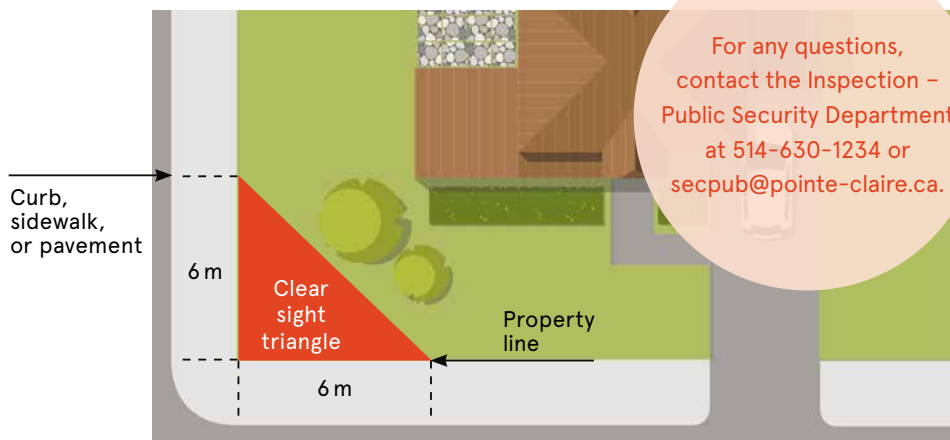 For any questions,
contact the Inspection –
Public Security Department
at 514-630-1234 or
secpub@pointe-claire.ca.
Curb,
sidewalk,
or pavement
6 m
Clear
sight
triangle
Property
line
6 m